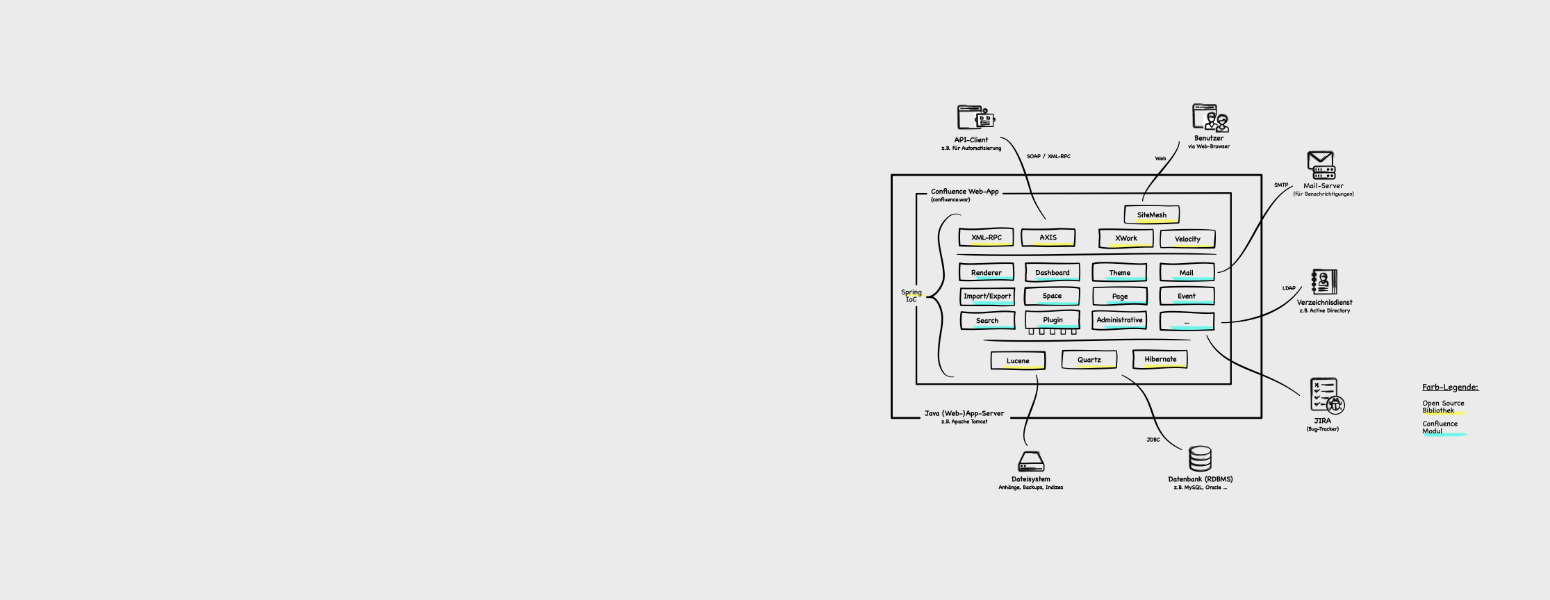 API-Client
z.B. für Automatisierung
SOAP / XML-RPC
Benutzer
via Web-Browser
Web
Mail-Server
(für Benachrichtigungen)
SMTP
Confluence Web-App
(confluence.war)
SiteMesh
XML-RPC
AXIS
XWork
Velocity
Renderer
Dashboard
Theme
Mail
Spring
IoC
Import/Export
Space
Page
Event
Search
Plugin
Administrative
...
LDAP
Verzeichnisdienst
z.B. Active Directory
Lucene
Quartz
Hibernate
Java (Web-)App-Server
z.B. Apache Tomcat
JIRA
(Bug-Tracker)
JDBC
Dateisystem
Anhänge, Backups, Indizes
Datenbank (RDBMS)
z.B. MySQL, Oracle ...
Farb-Legende:
Open Source
Bibliothek
Confluence
Modul